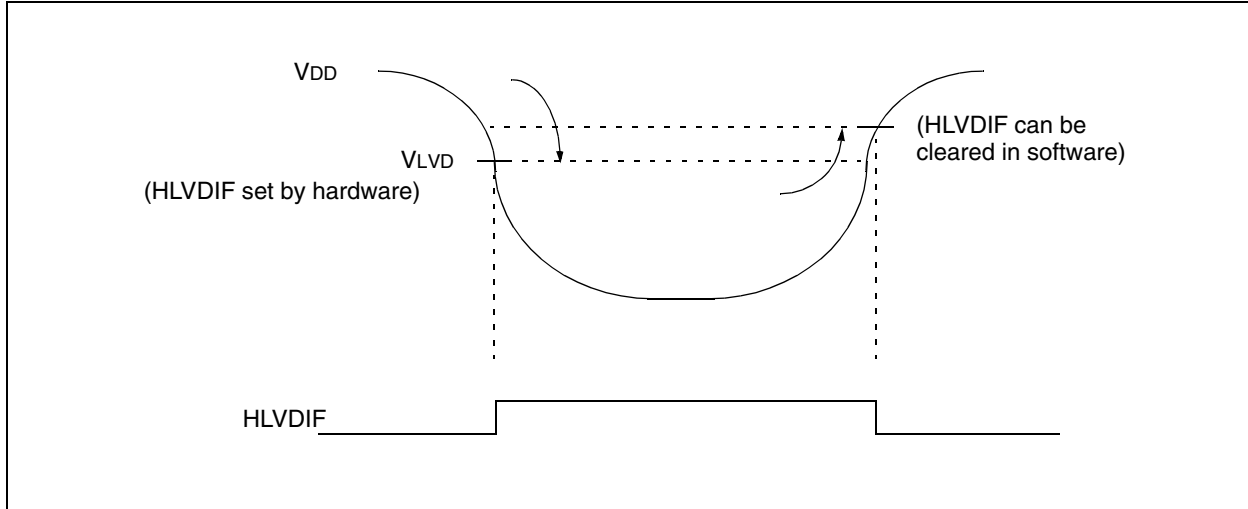 VDD
(HLVDIF can be
cleared in software)
VLVD
(HLVDIF set by hardware)
HLVDIF